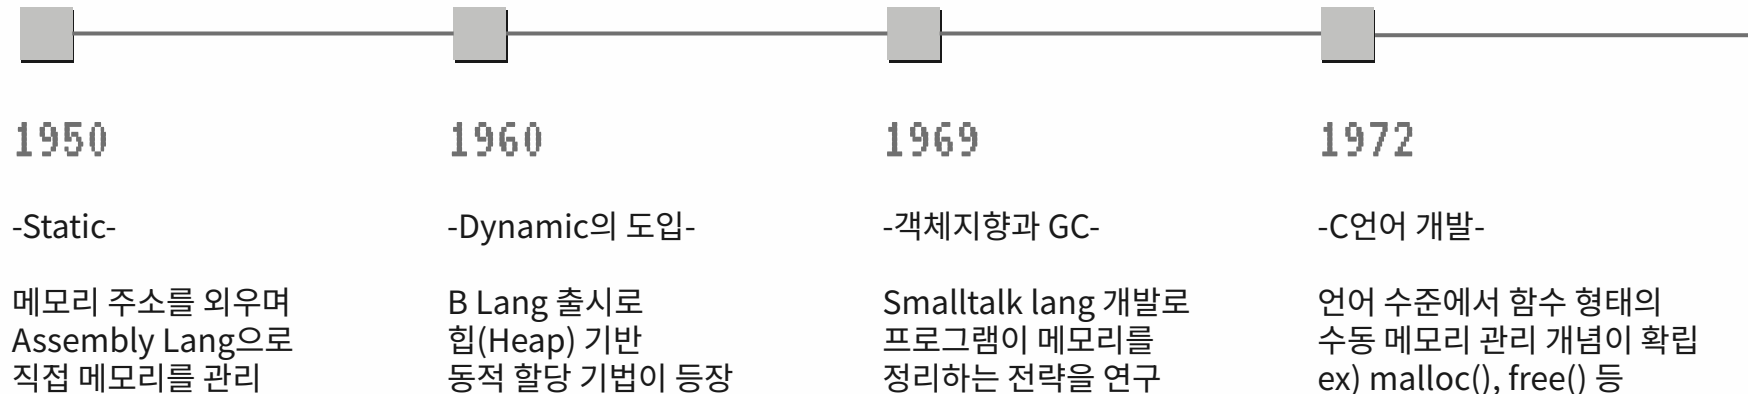 1950
-Static-
메모리 주소를 외우며
Assembly Lang으로
직접 메모리를 관리
1960
-Dynamic의 도입-
B Lang 출시로
힙(Heap) 기반
동적 할당 기법이 등장
1969
-객체지향과 GC-
Smalltalk lang 개발로
프로그램이 메모리를
정리하는 전략을 연구
1972
-C언어 개발-
언어 수준에서 함수 형태의
수동 메모리 관리 개념이 확립
ex) malloc(), free() 등